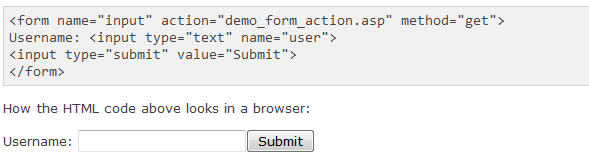 <form name="input" action="demo_form_action.asp" method="get">
Username: <input type="text" name="user">
<input type="submit" value="Submit">
</form>
How the HTML code above looks in a browser:
Username: Submit